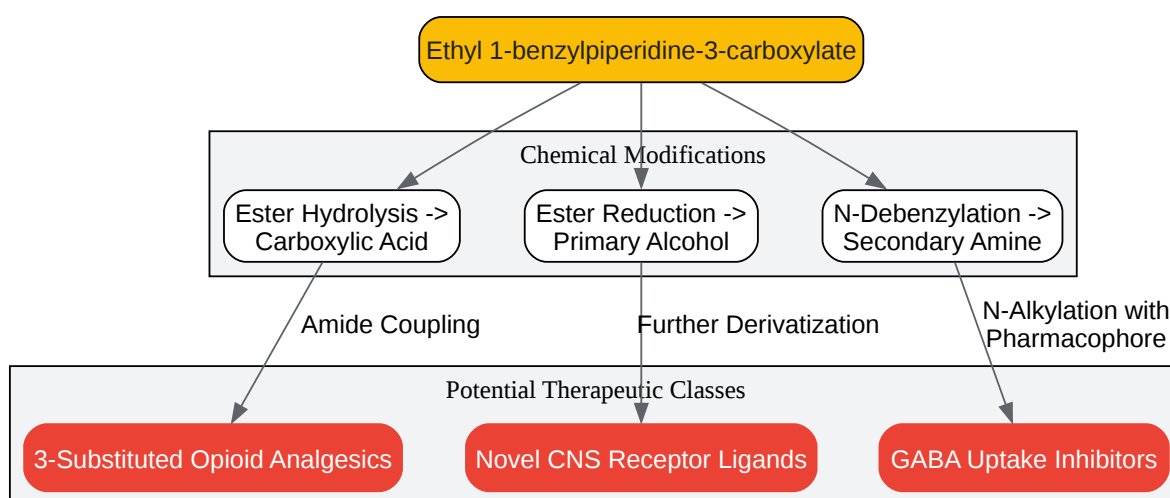 Ethyl 1-benzylpiperidine-3-carboxylate
Chemical Modifications
Ester Hydrolysis ->
Carboxylic Acid
Ester Reduction ->
Primary Alcohol
N-Debenzylation ->
Secondary Amine
Amide Coupling
Further Derivatization
N-Alkylation with
Pharmacophore
Potential Therapeutic Classes
3-Substituted Opioid Analgesics
Novel CNS Receptor Ligands
GABA Uptake Inhibitors